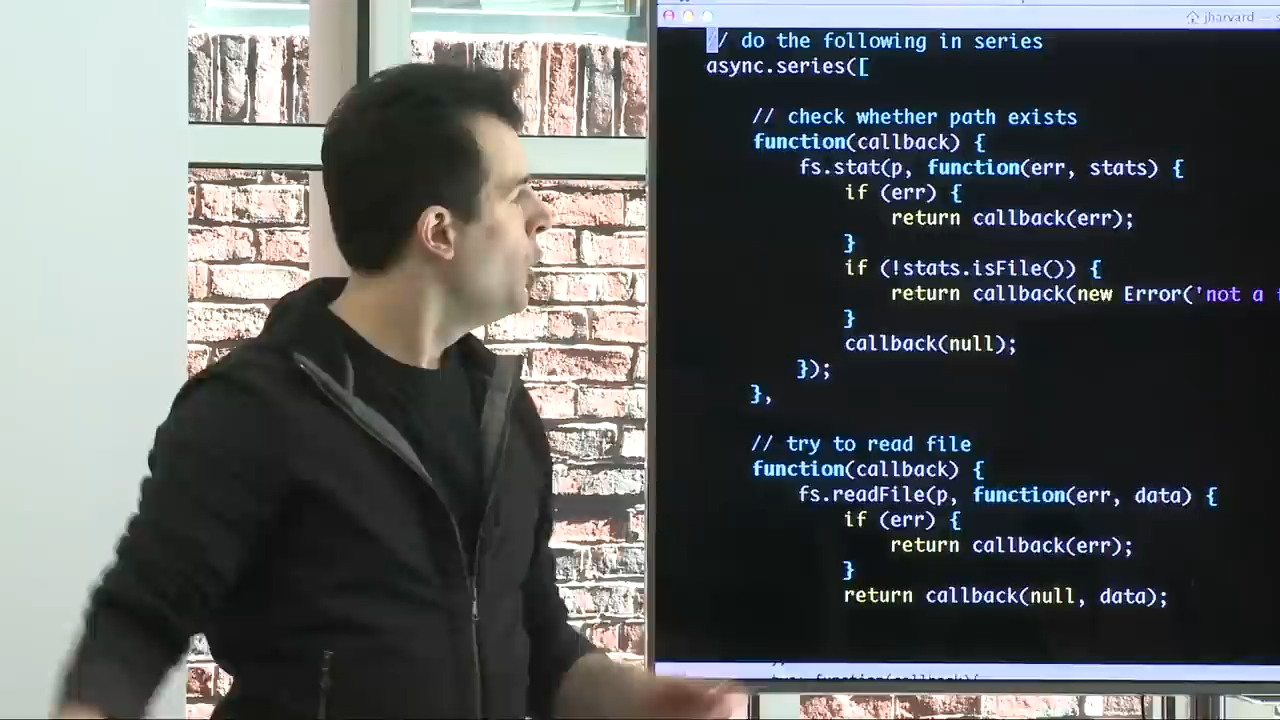 jharvard —
// do the following in series
async.series([
// check whether path exists
function(callback) {
fs.stat(p, function(err, stats) {
if (err) {
return callback(err);
}
if (!stats.isFile()) {
return callback(new Error('not a
}
callback(null);
});
},
// try to read file
function(callback) {
fs.readFile(p, function(err, data) {
if (err) {
return callback(err);
}
return callback(null, data);